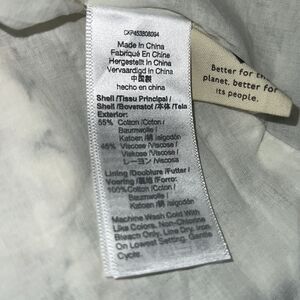 CKP453808094
Made In China
Fabriqué En China
Hergestellt In China
Vervaardigd In China
中国製
hecho en china
Shell/Tissu Principal/
Shell/Bovenstof/本体/Tela
Exterior:
55% Cotton/Coton/
Baumwolle/
Katoen/綿/algodón
45% Viscose/Viscose/
Viskose/Viscose/
レーヨン/Viscosa
Lining/Doublure/Futter/
Voering/裏地/Forro:
100%Cotton/Coton/
Baumwolle/
Katoen/綿/algodón
Machine Wash Cold With
Like Colors. Non-Chlorine
Bleach Only. Line Dry. Iron
On Lowest Setting. Gentle
Cycle.
Better for the
planet, better for
its people.